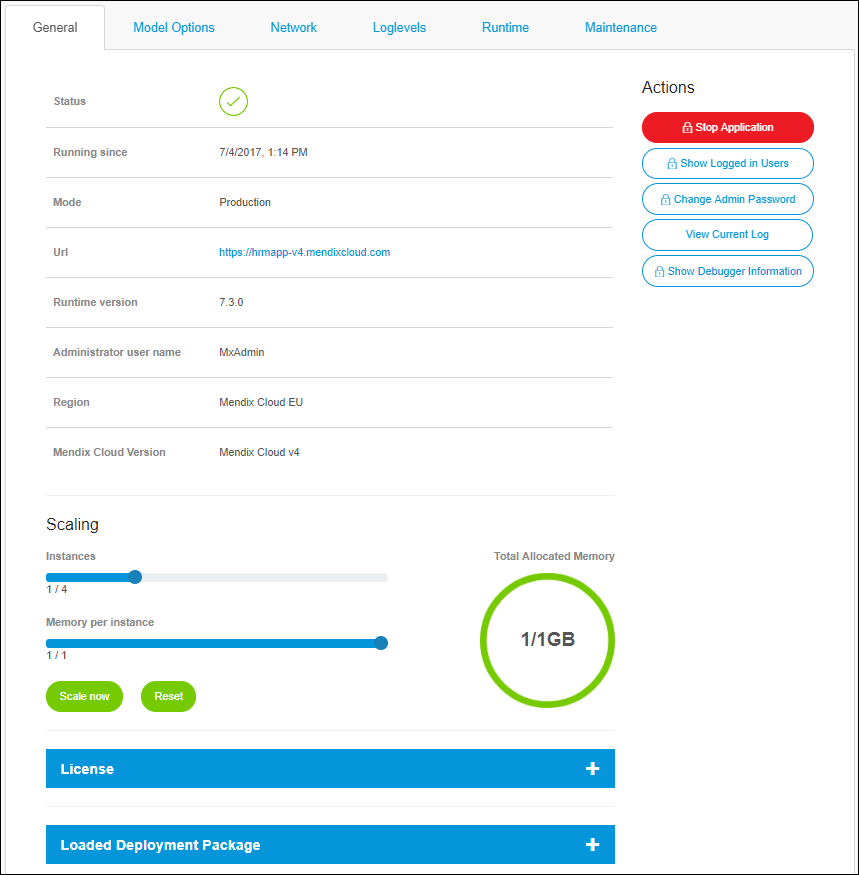 General Model Options Network Loglevels Runtime Maintenance
Status
Running since 7/4/2017, 1:14 PM
Mode Production
Url https://hrmapp-v4.mendixcloud.com
Runtime version 7.3.0
Administrator user name MxAdmin
Region Mendix Cloud EU
Mendix Cloud Version Mendix Cloud v4
Actions
Stop Application
Show Logged in Users
Change Admin Password
View Current Log
Show Debugger Information
Scaling
Instances
1 / 4
Memory per instance
1 / 1
Total Allocated Memory
1/1GB
Scale now Reset
License
Loaded Deployment Package